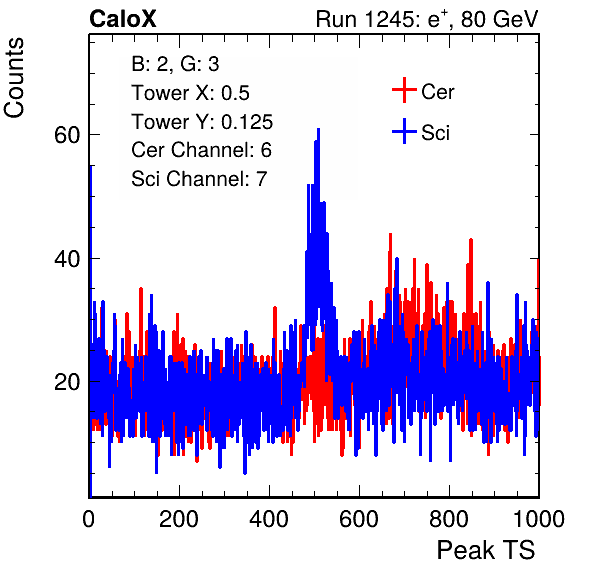 CaloX Run 1245: e⁺, 80 GeV
Counts
B: 2, G: 3
Tower X: 0.5
Tower Y: 0.125
Cer Channel: 6
Sci Channel: 7
Cer
Sci
60
40
20
0 200 400 600 800 1000
Peak TS